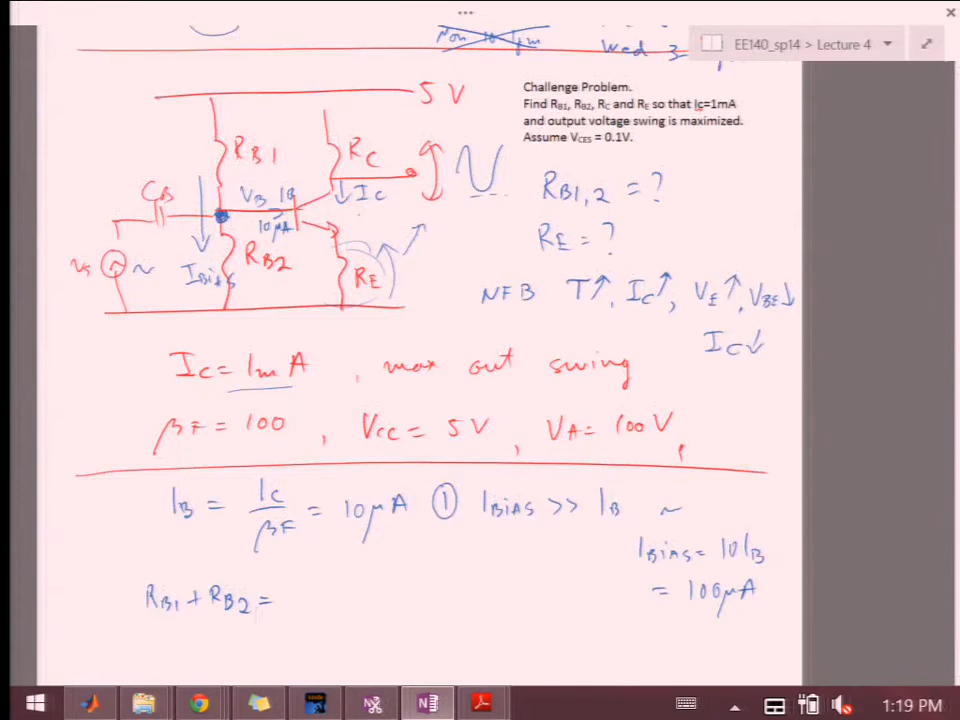 EE140_sp14 > Lecture 4
Wed 3
5 V
Challenge Problem.
Find RB1, RB2, RC and RE so that Ic=1mA
and output voltage swing is maximized.
Assume VCES = 0.1V.
RB1
RC
CB
VB
IB
IC
10μA
RB1,2 = ?
vs
~
RB2
IBias
RE
RE = ?
NFB T↑, IC↑, VE↑, VBE↓
IC↓
IC = 1mA , max out swing
βF = 100 , VCC = 5V , VA = 100V ,
IB = IC/βF = 10μA ① IBIAS >> IB ~
IBIAS = 10IB
= 100μA
RB1 + RB2 =
1:19 PM